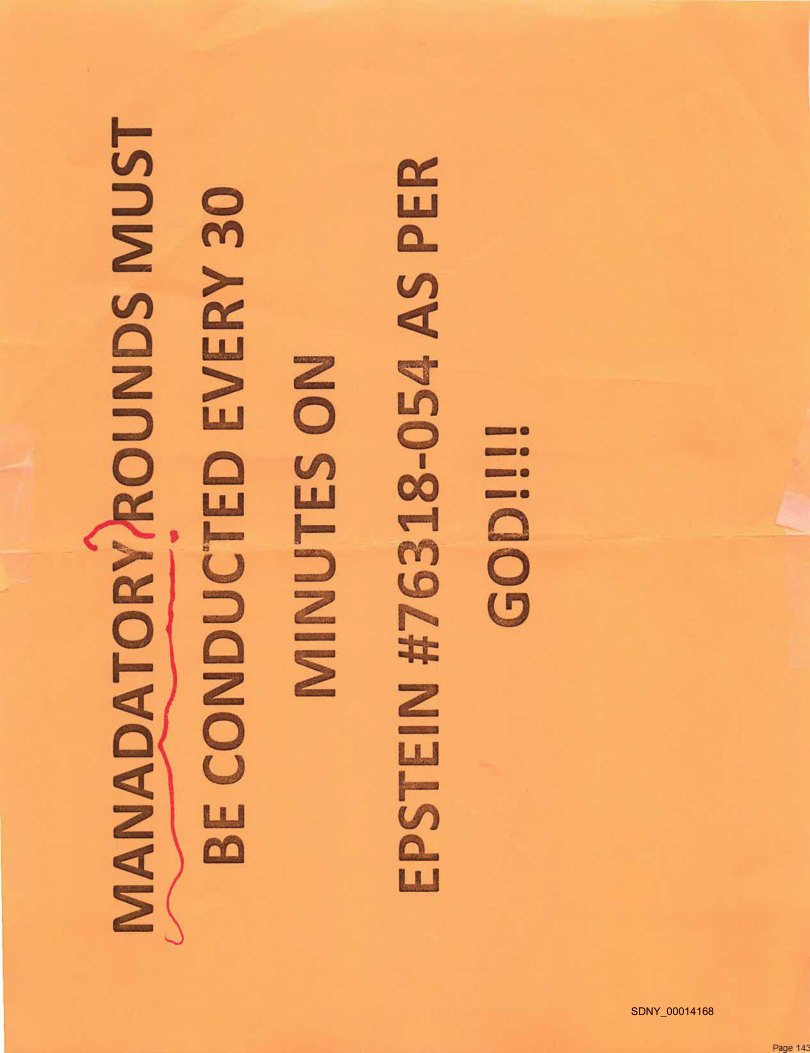 MANADATORY ROUNDS MUST
BE CONDUCTED EVERY 30
MINUTES ON
EPSTEIN #76318-054 AS PER
GOD!!!!
SDNY_00014168
Page 143